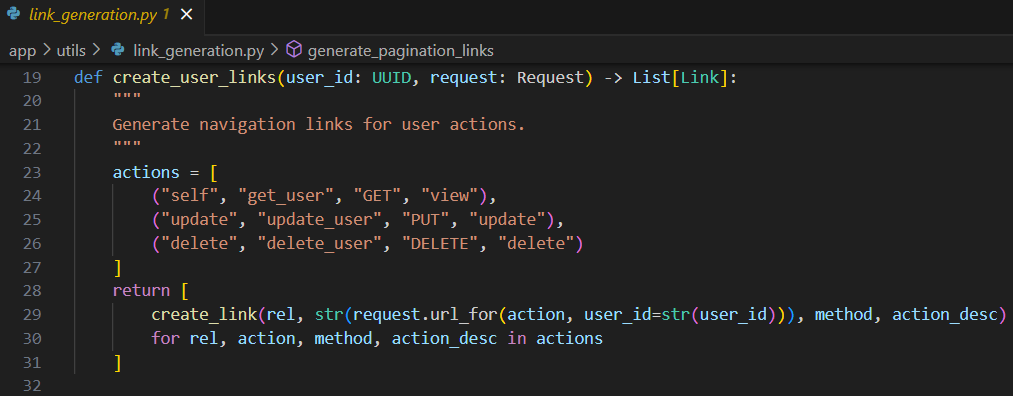 link_generation.py 1 ×
app > utils > link_generation.py > generate_pagination_links
19 def create_user_links(user_id: UUID, request: Request) -> List[Link]:
20     """
21     Generate navigation links for user actions.
22     """
23     actions = [
24         ("self", "get_user", "GET", "view"),
25         ("update", "update_user", "PUT", "update"),
26         ("delete", "delete_user", "DELETE", "delete")
27     ]
28     return [
29         create_link(rel, str(request.url_for(action, user_id=str(user_id))), method, action_desc)
30         for rel, action, method, action_desc in actions
31     ]
32